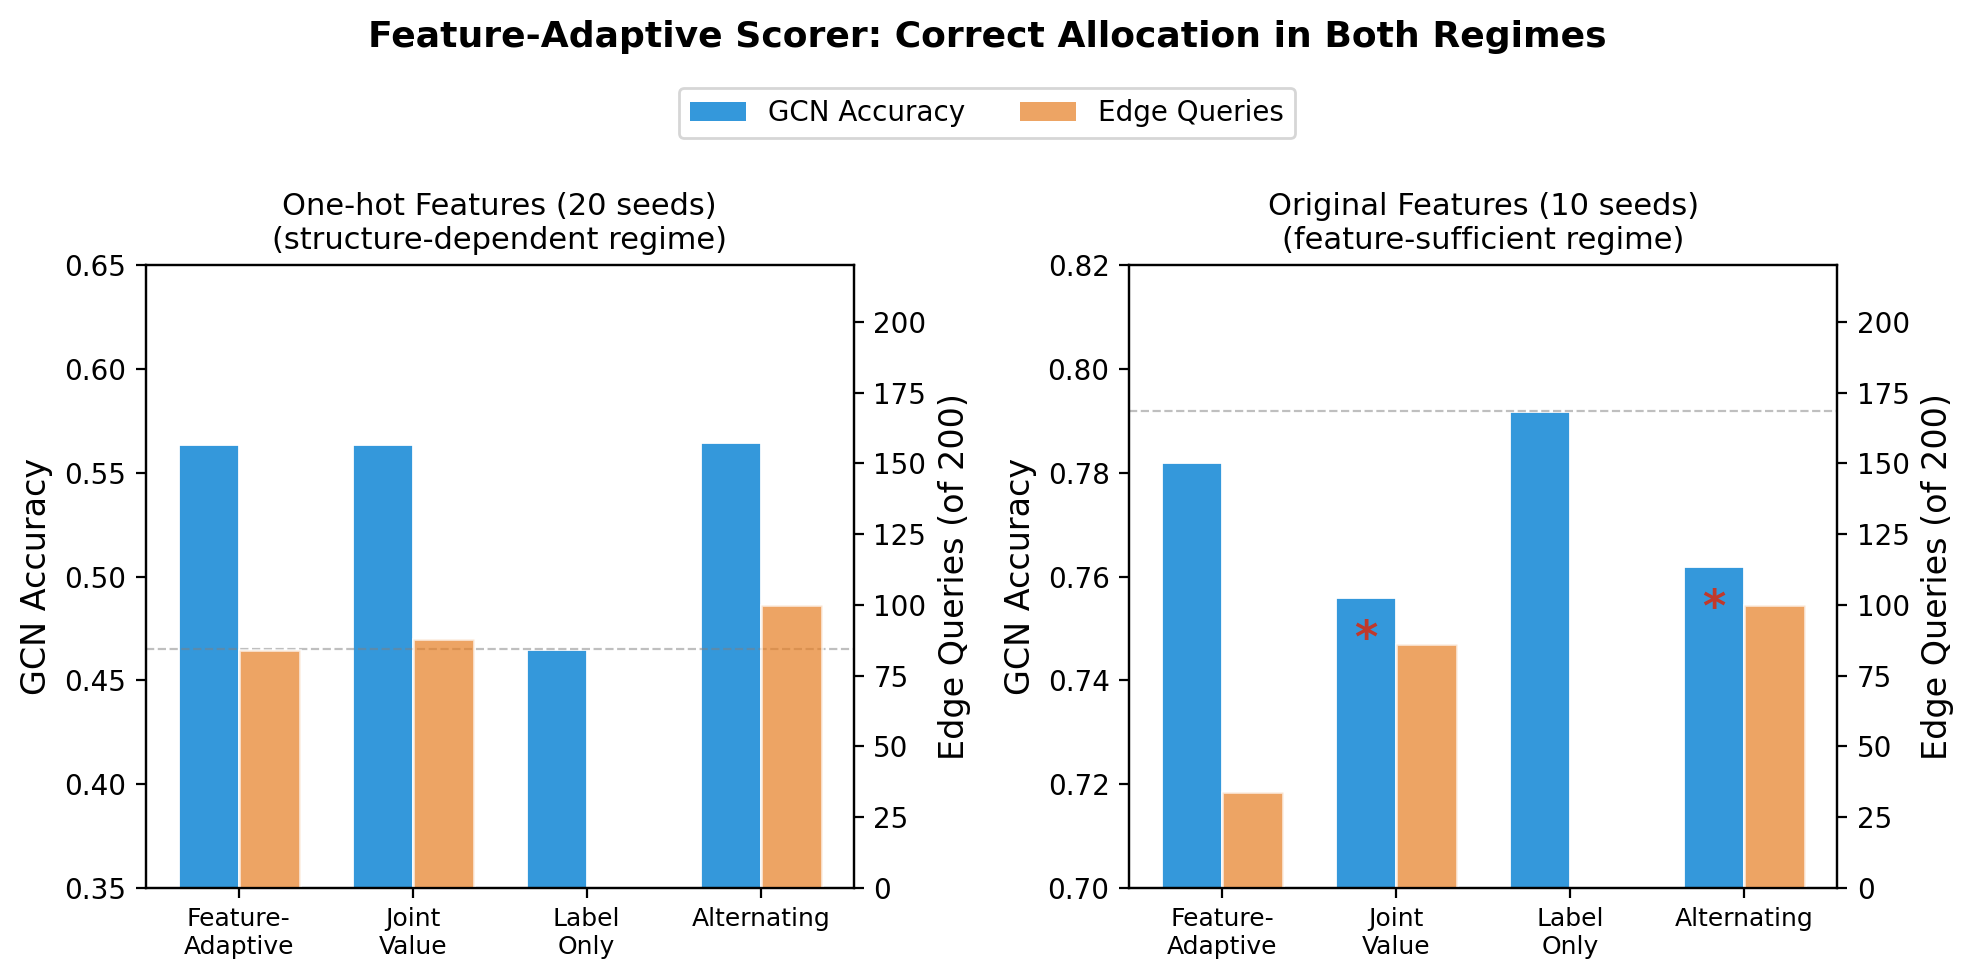 Feature-Adaptive Scorer: Correct Allocation in Both Regimes
GCN Accuracy
Edge Queries
One-hot Features (20 seeds)
(structure-dependent regime)
GCN Accuracy
0.65
0.60
0.55
0.50
0.45
0.40
0.35
200
175
150
125
100
75
50
25
0
Edge Queries (of 200)
Feature-
Adaptive
Joint
Value
Label
Only
Alternating
Original Features (10 seeds)
(feature-sufficient regime)
GCN Accuracy
0.82
0.80
0.78
0.76
0.74
0.72
0.70
*
*
200
175
150
125
100
75
50
25
0
Edge Queries (of 200)
Feature-
Adaptive
Joint
Value
Label
Only
Alternating